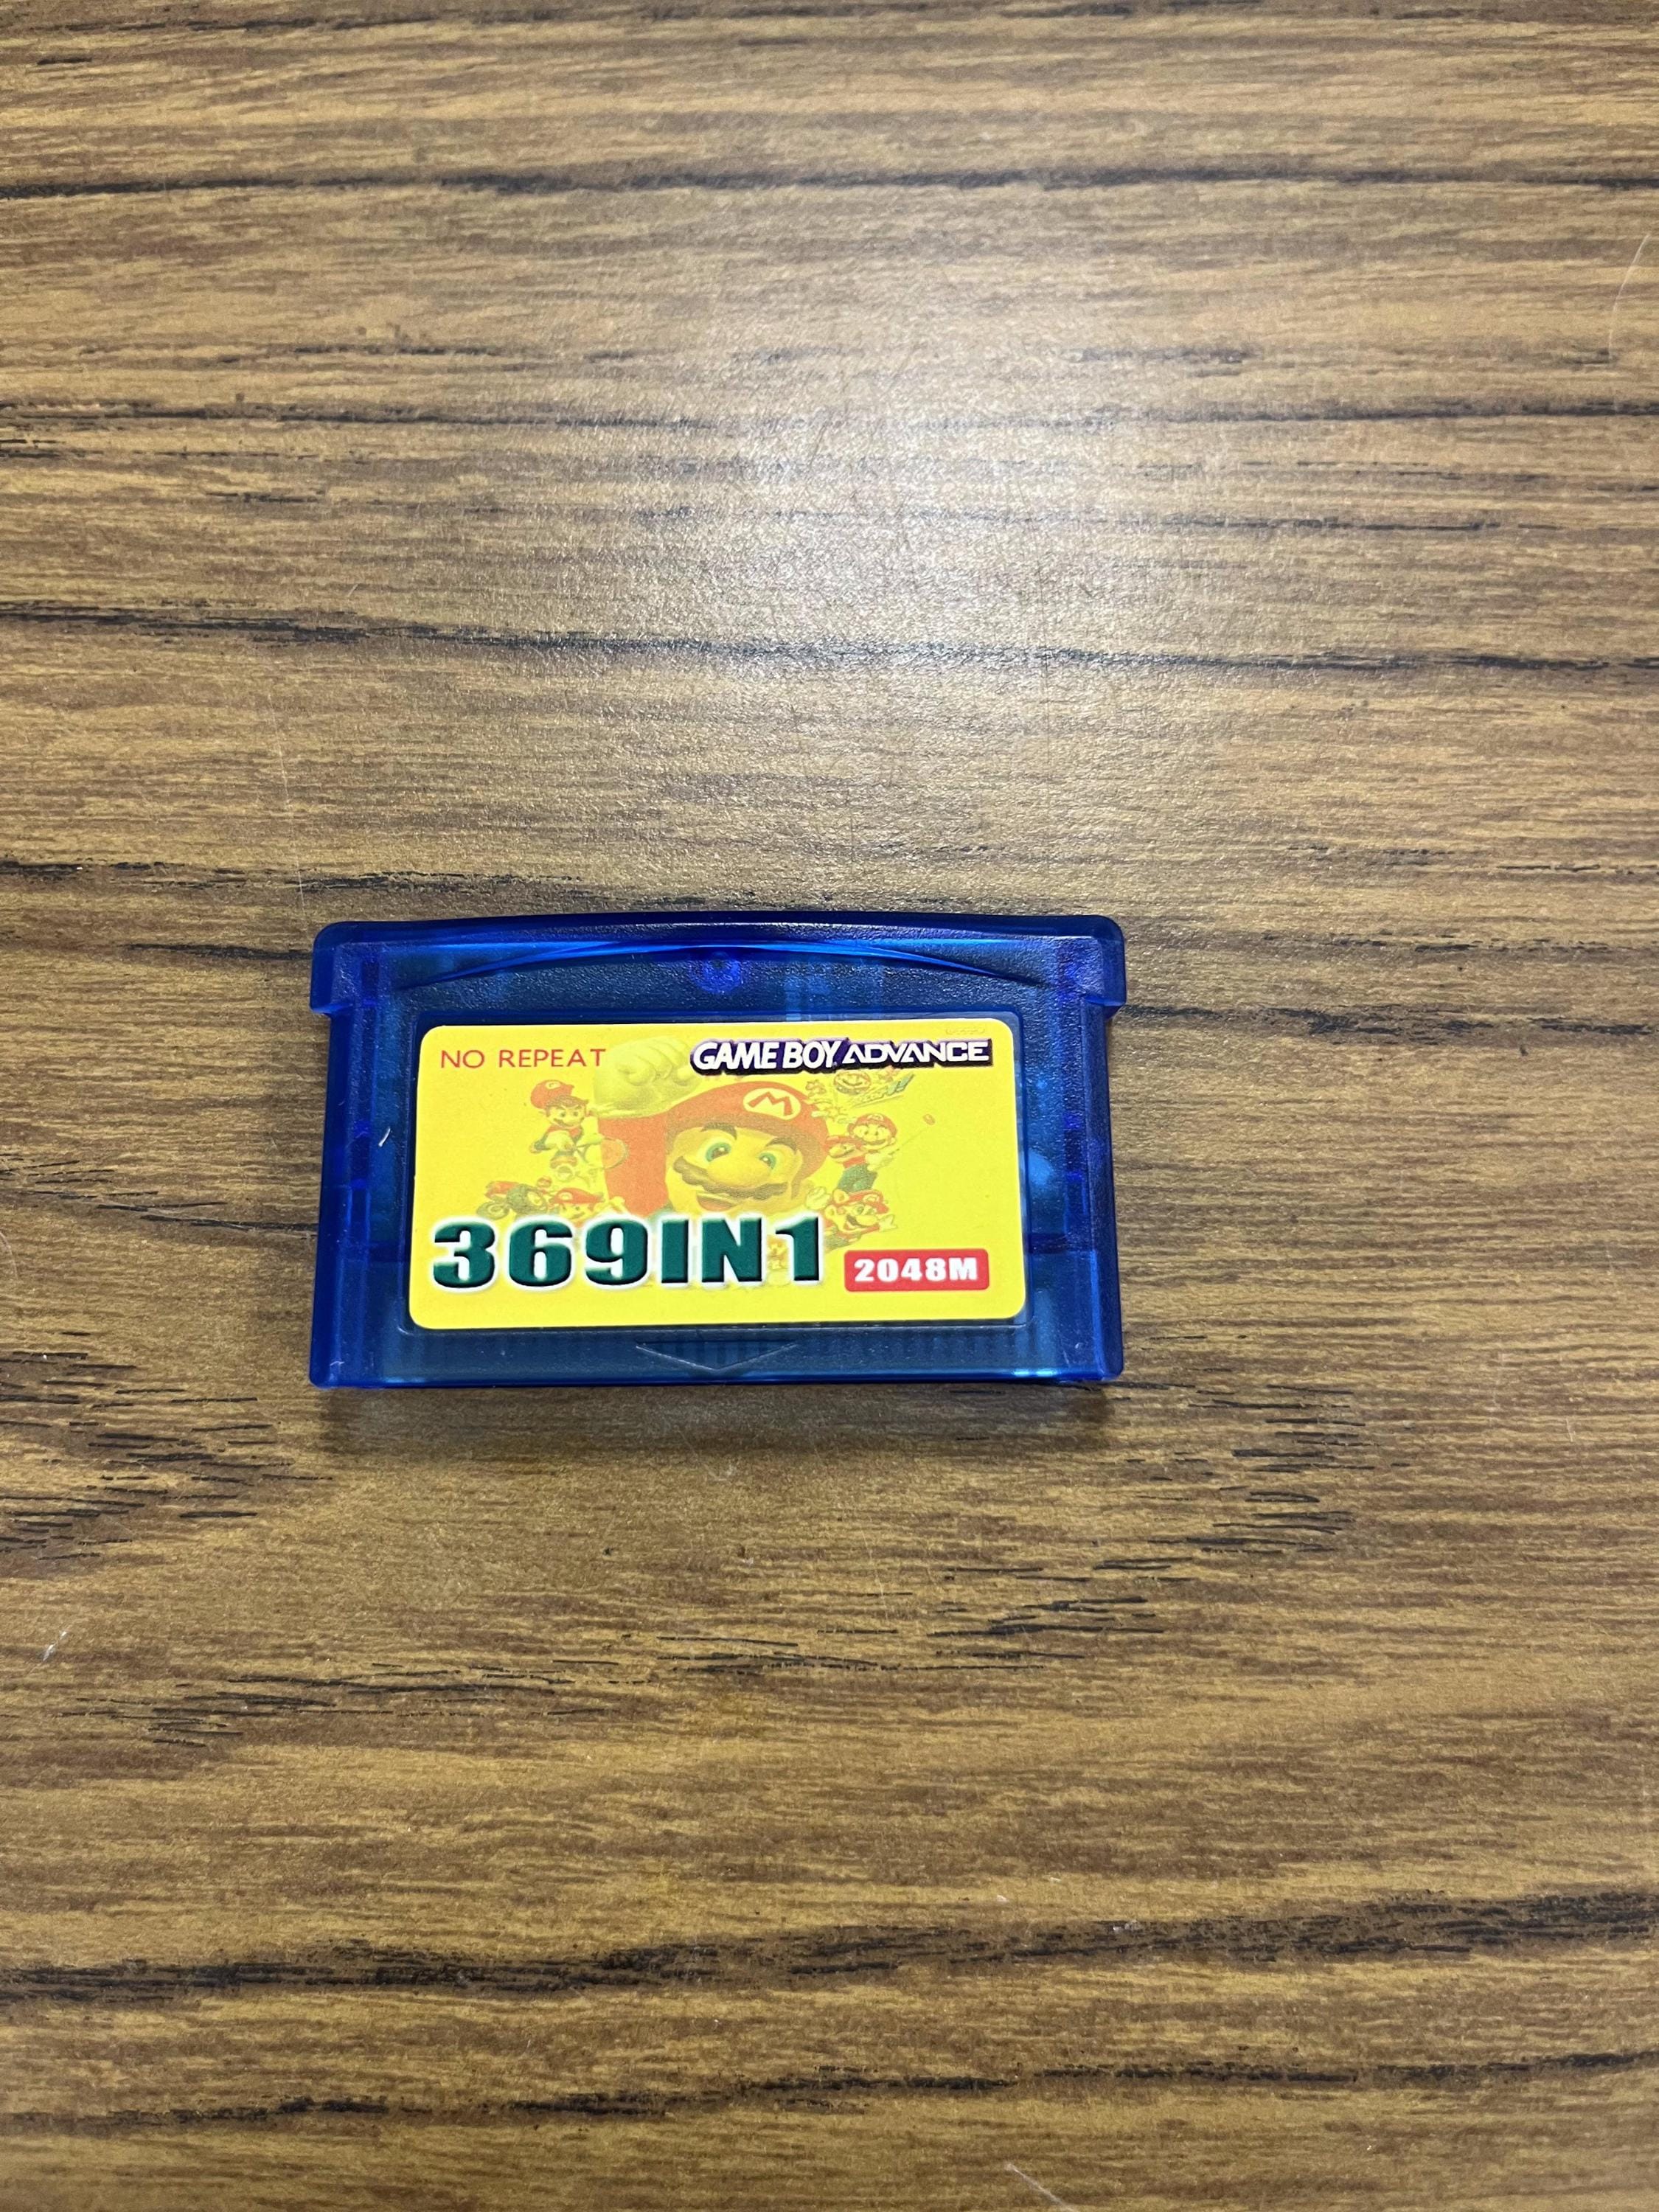 NO REPEAT
GAME BOY ADVANCE
369IN1
2048M